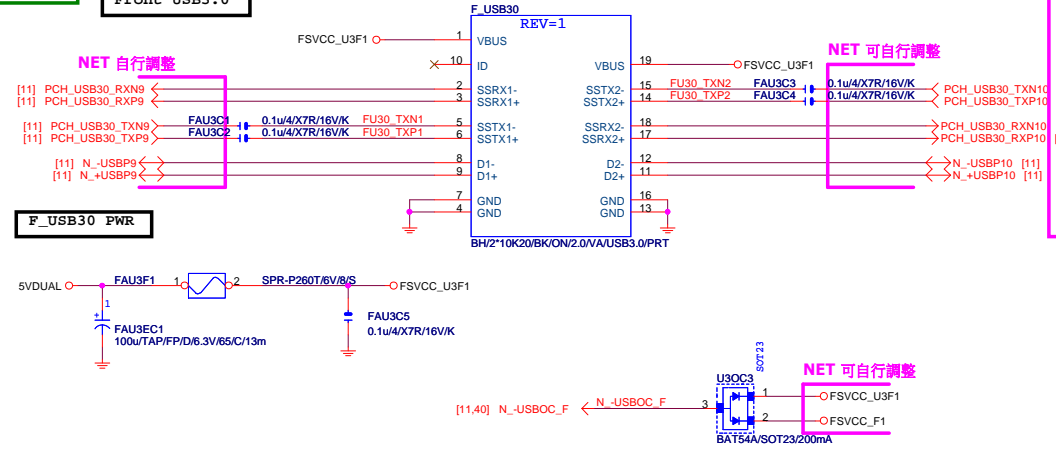 Front USB3.0
F_USB30
REV=1
FSVCC_U3F1
1
VBUS
10
ID
VBUS
19
FSVCC_U3F1
NET 自行調整
NET 可自行調整
[11] PCH_USB30_RXN9
2
SSRX1-
[11] PCH_USB30_RXP9
3
SSRX1+
SSTX2-
15
FU30_TXN2
FAU3C3
0.1u/4/X7R/16V/K
PCH_USB30_TXN10
SSTX2+
14
FU30_TXP2
FAU3C4
0.1u/4/X7R/16V/K
PCH_USB30_TXP10
[11] PCH_USB30_TXN9
FAU3C1
0.1u/4/X7R/16V/K
FU30_TXN1
5
SSTX1-
[11] PCH_USB30_TXP9
FAU3C2
0.1u/4/X7R/16V/K
FU30_TXP1
6
SSTX1+
SSRX2-
18
PCH_USB30_RXN10
SSRX2+
17
PCH_USB30_RXP10
[11] N_-USBP9
8
D1-
[11] N_+USBP9
9
D1+
D2-
12
N_-USBP10 [11]
D2+
11
N_+USBP10 [11]
7
GND
4
GND
GND
16
GND
13
BH/2*10K20/BK/ON/2.0/VA/USB3.0/PRT
F_USB30 PWR
5VDUAL
FAU3F1
1
2
SPR-P260T/6V/8/S
FSVCC_U3F1
1
+
FAU3EC1
100u/TAP/FP/D/6.3V/65/C/13m
FAU3C5
0.1u/4/X7R/16V/K
SOT23
NET 可自行調整
U3OC3
[11,40] N_-USBOC_F
N_-USBOC_F
3
1
FSVCC_U3F1
2
FSVCC_F1
BAT54A/SOT23/200mA